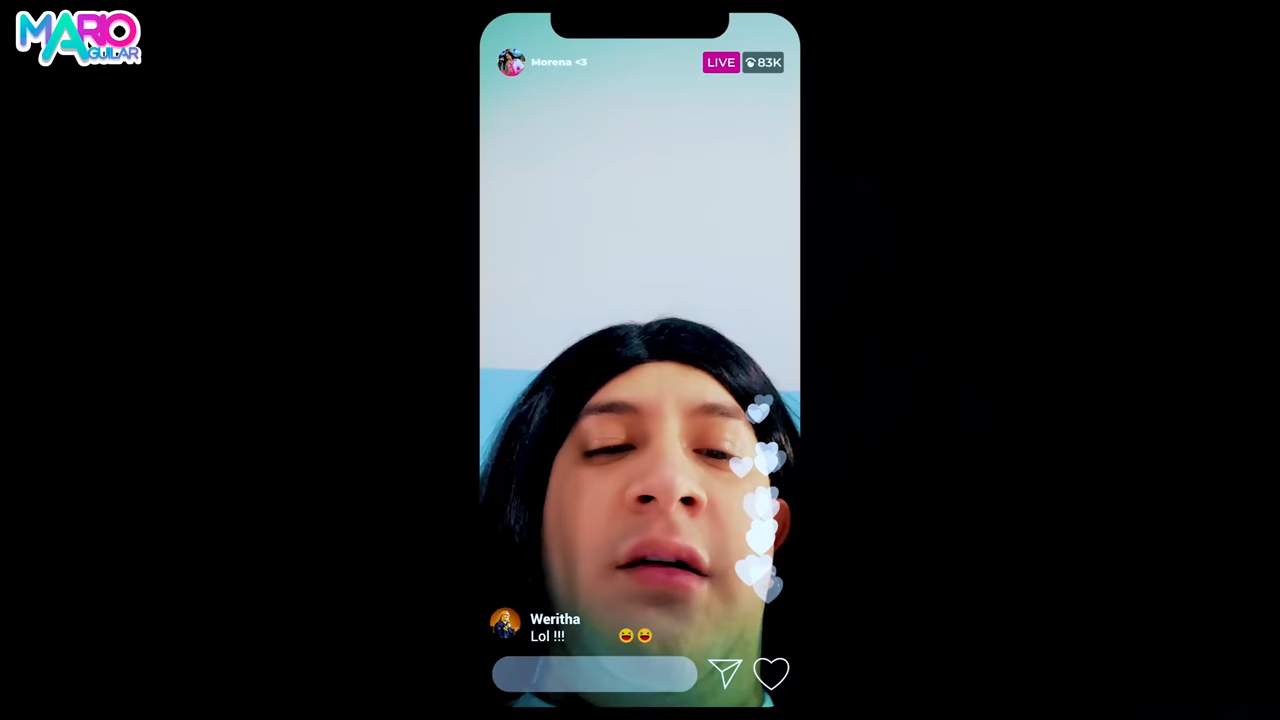 MARIO
AGUILAR
Morena <3
LIVE
83K
Weritha
Lol !!!